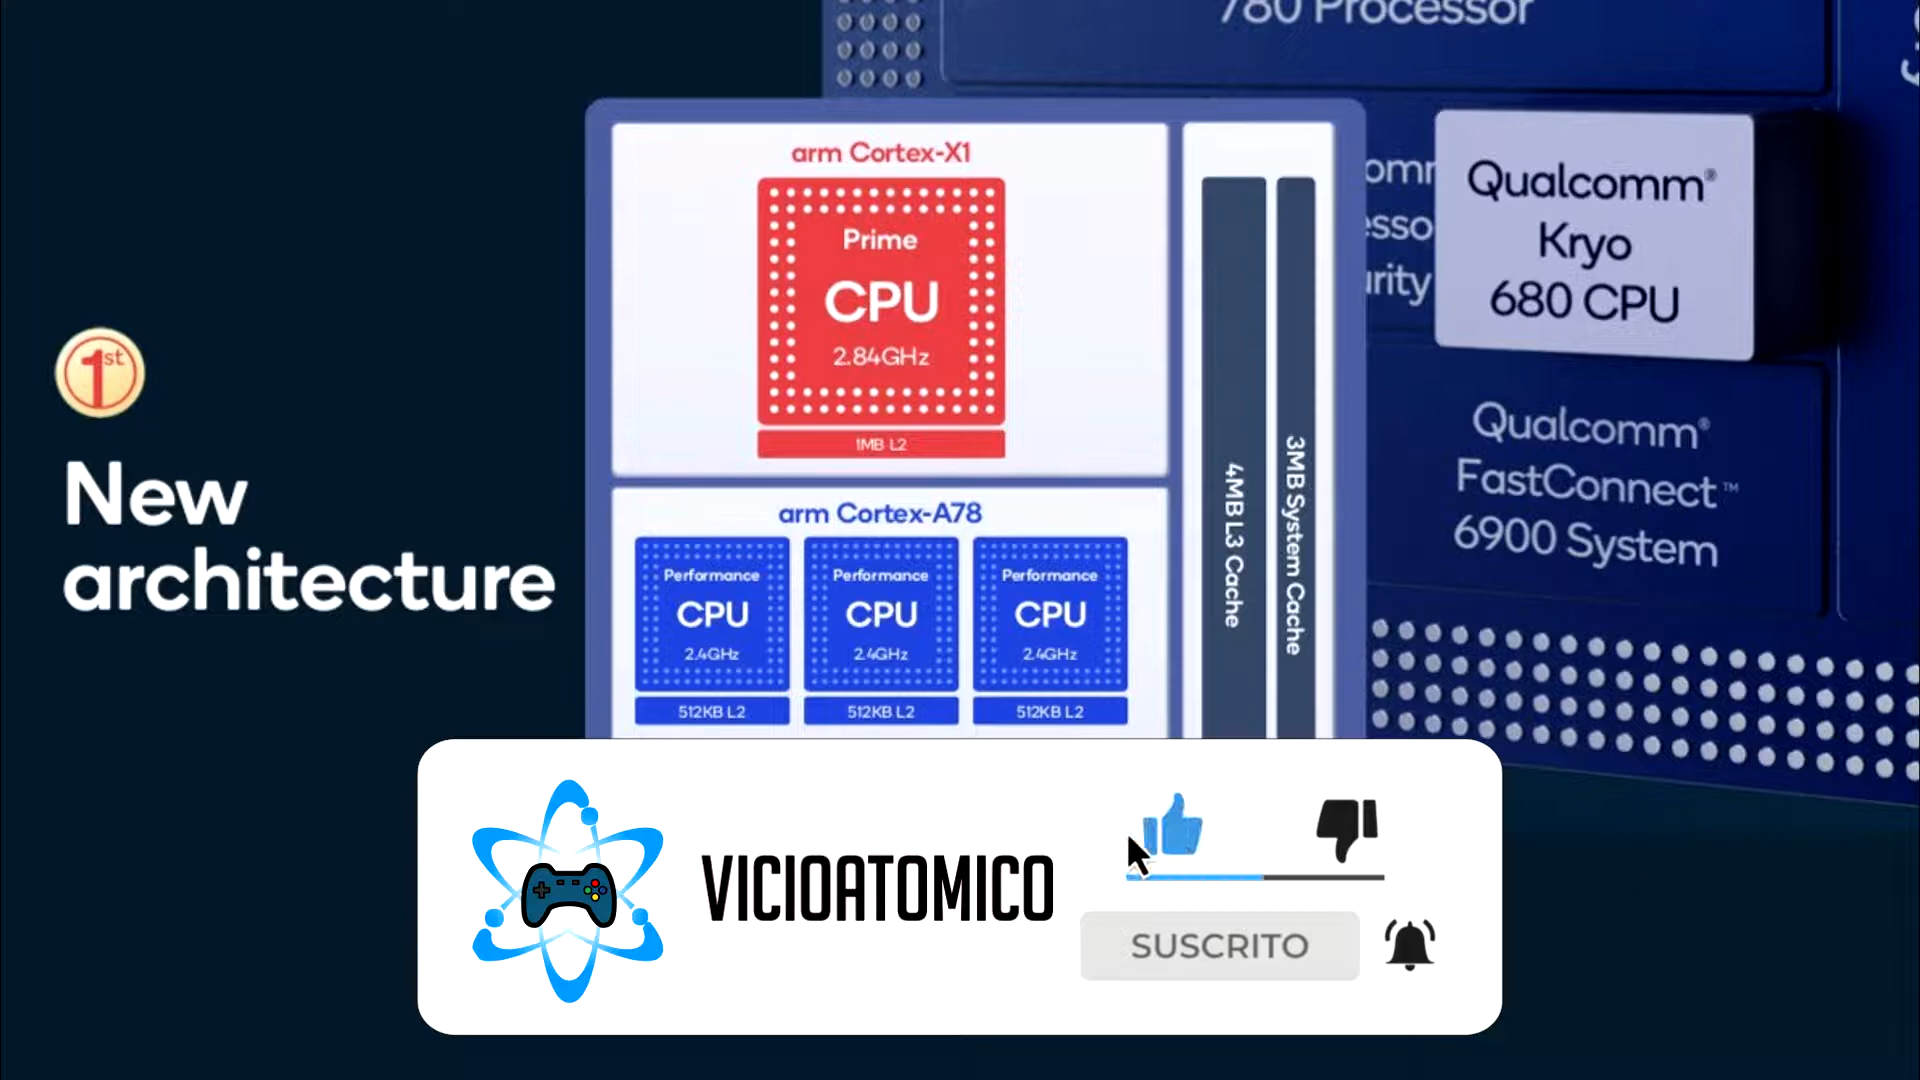 780 Processor
arm Cortex-X1
Prime
CPU
2.84GHz
1MB L2
Qualcomm®
Kryo
680 CPU
1st
New
architecture
arm Cortex-A78
Performance
CPU
2.4GHz
512KB L2
Performance
CPU
2.4GHz
512KB L2
Performance
CPU
2.4GHz
512KB L2
4MB L3 Cache
3MB System Cache
Qualcomm®
FastConnect™
6900 System
VICIOATOMICO
SUSCRITO